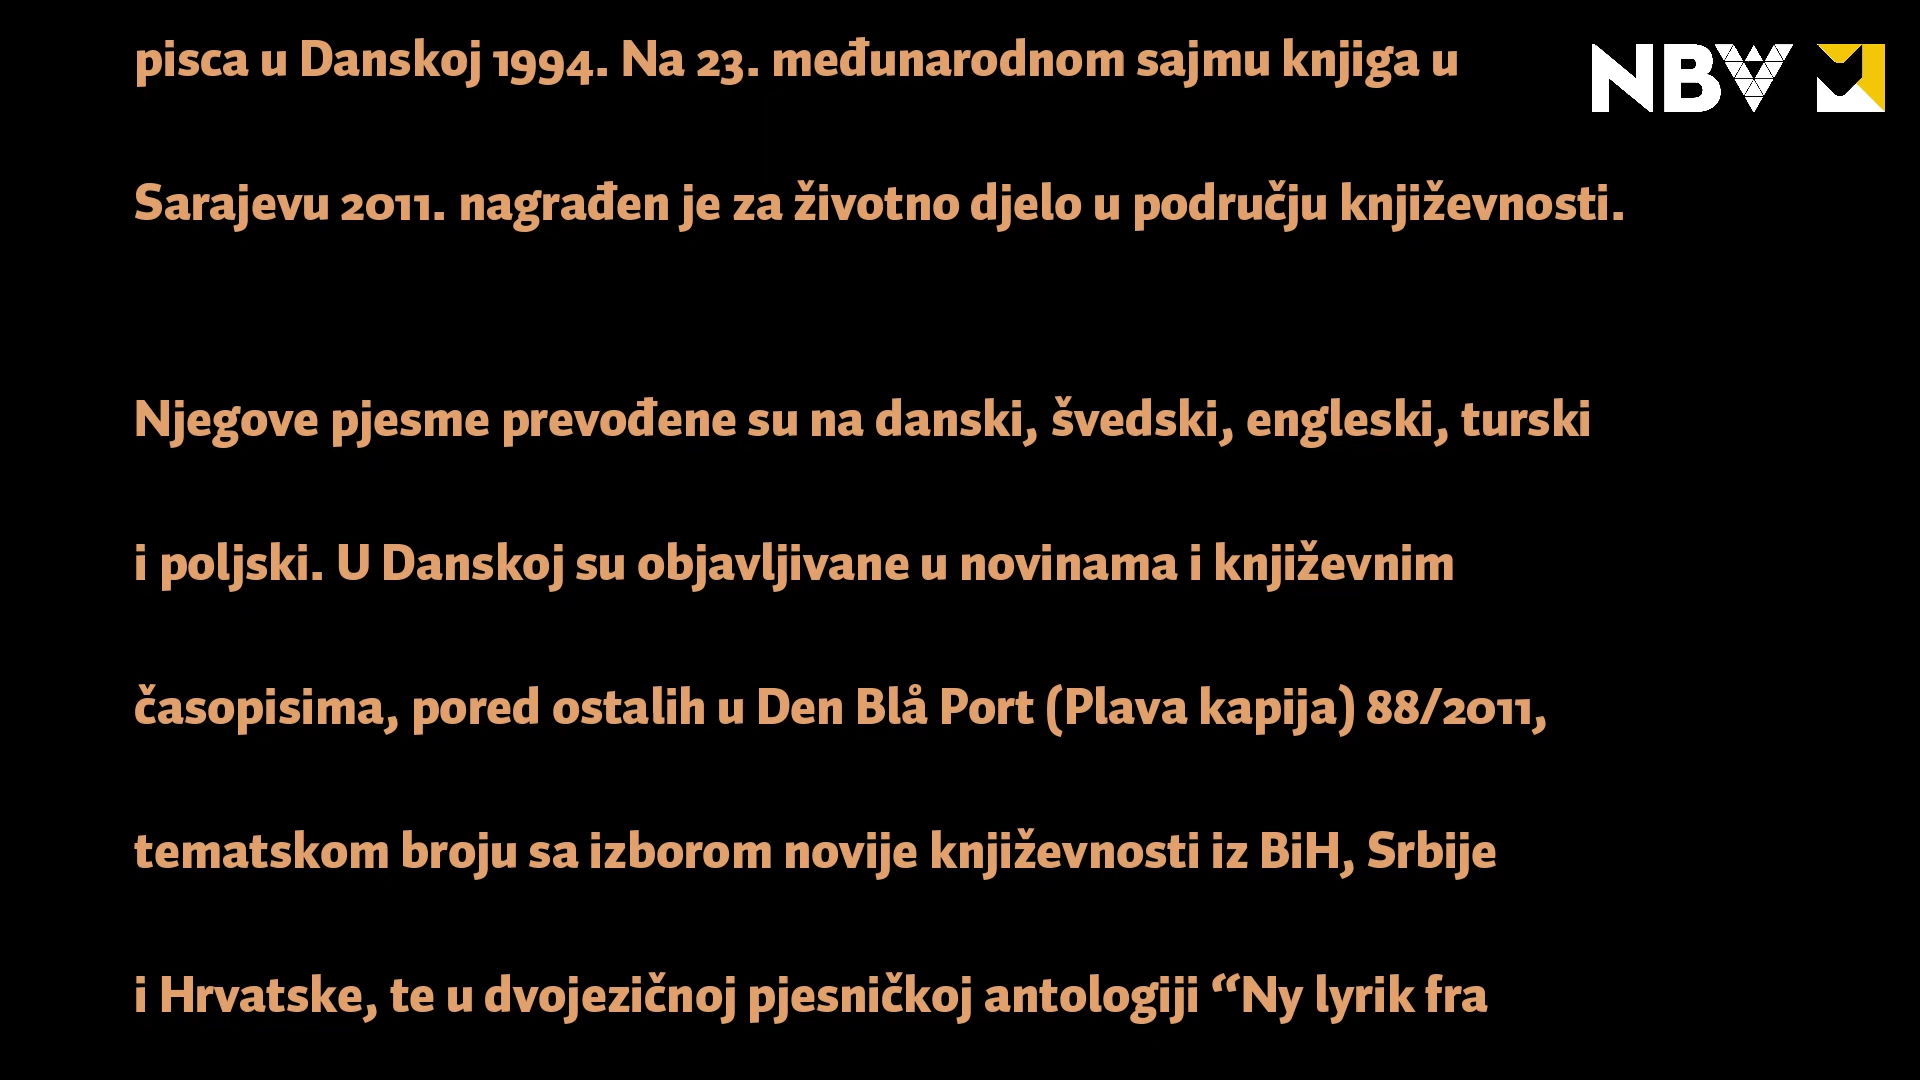 pisca u Danskoj 1994. Na 23. međunarodnom sajmu knjiga u
NBV
Sarajevu 2011. nagrađen je za životno djelo u području književnosti.
Njegove pjesme prevođene su na danski, švedski, engleski, turski
i poljski. U Danskoj su objavljivane u novinama i književnim
časopisima, pored ostalih u Den Blå Port (Plava kapija) 88/2011,
tematskom broju sa izborom novije književnosti iz BiH, Srbije
i Hrvatske, te u dvojezičnoj pjesničkoj antologiji “Ny lyrik fra